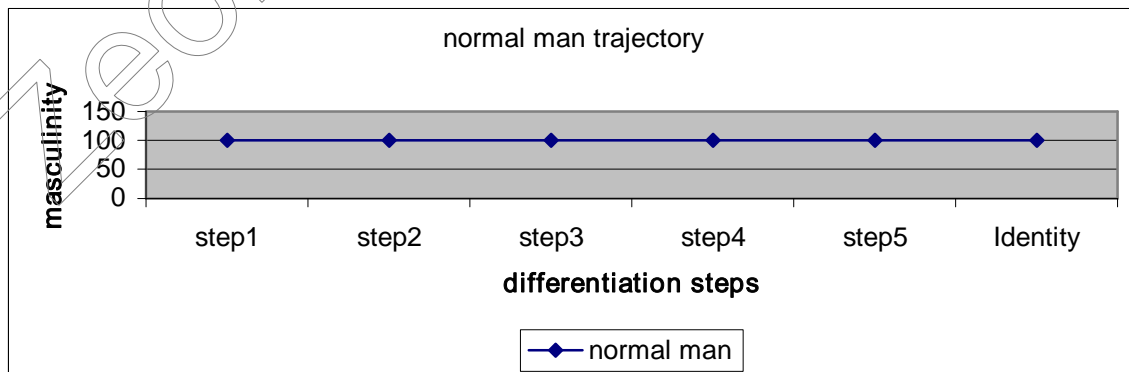 normal man trajectory
masculinity
150
100
50
0
step1 step2 step3 step4 step5 Identity
differentiation steps
normal man